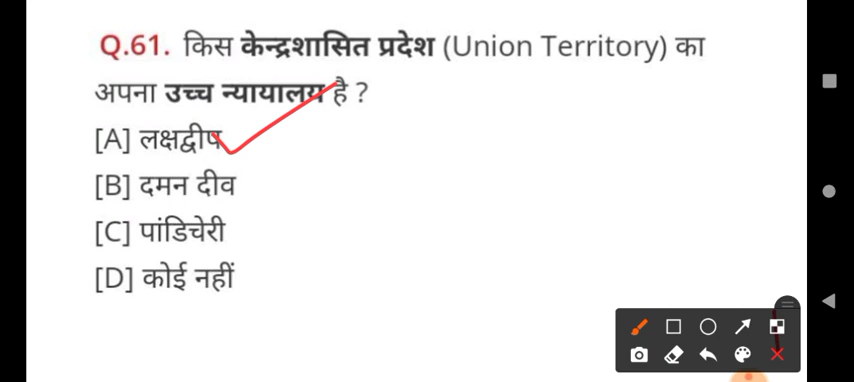 Q.61. किस केन्द्रशासित प्रदेश (Union Territory) का
अपना उच्च न्यायालय है ?
[A] लक्षद्वीप
[B] दमन दीव
[C] पांडिचेरी
[D] कोई नहीं